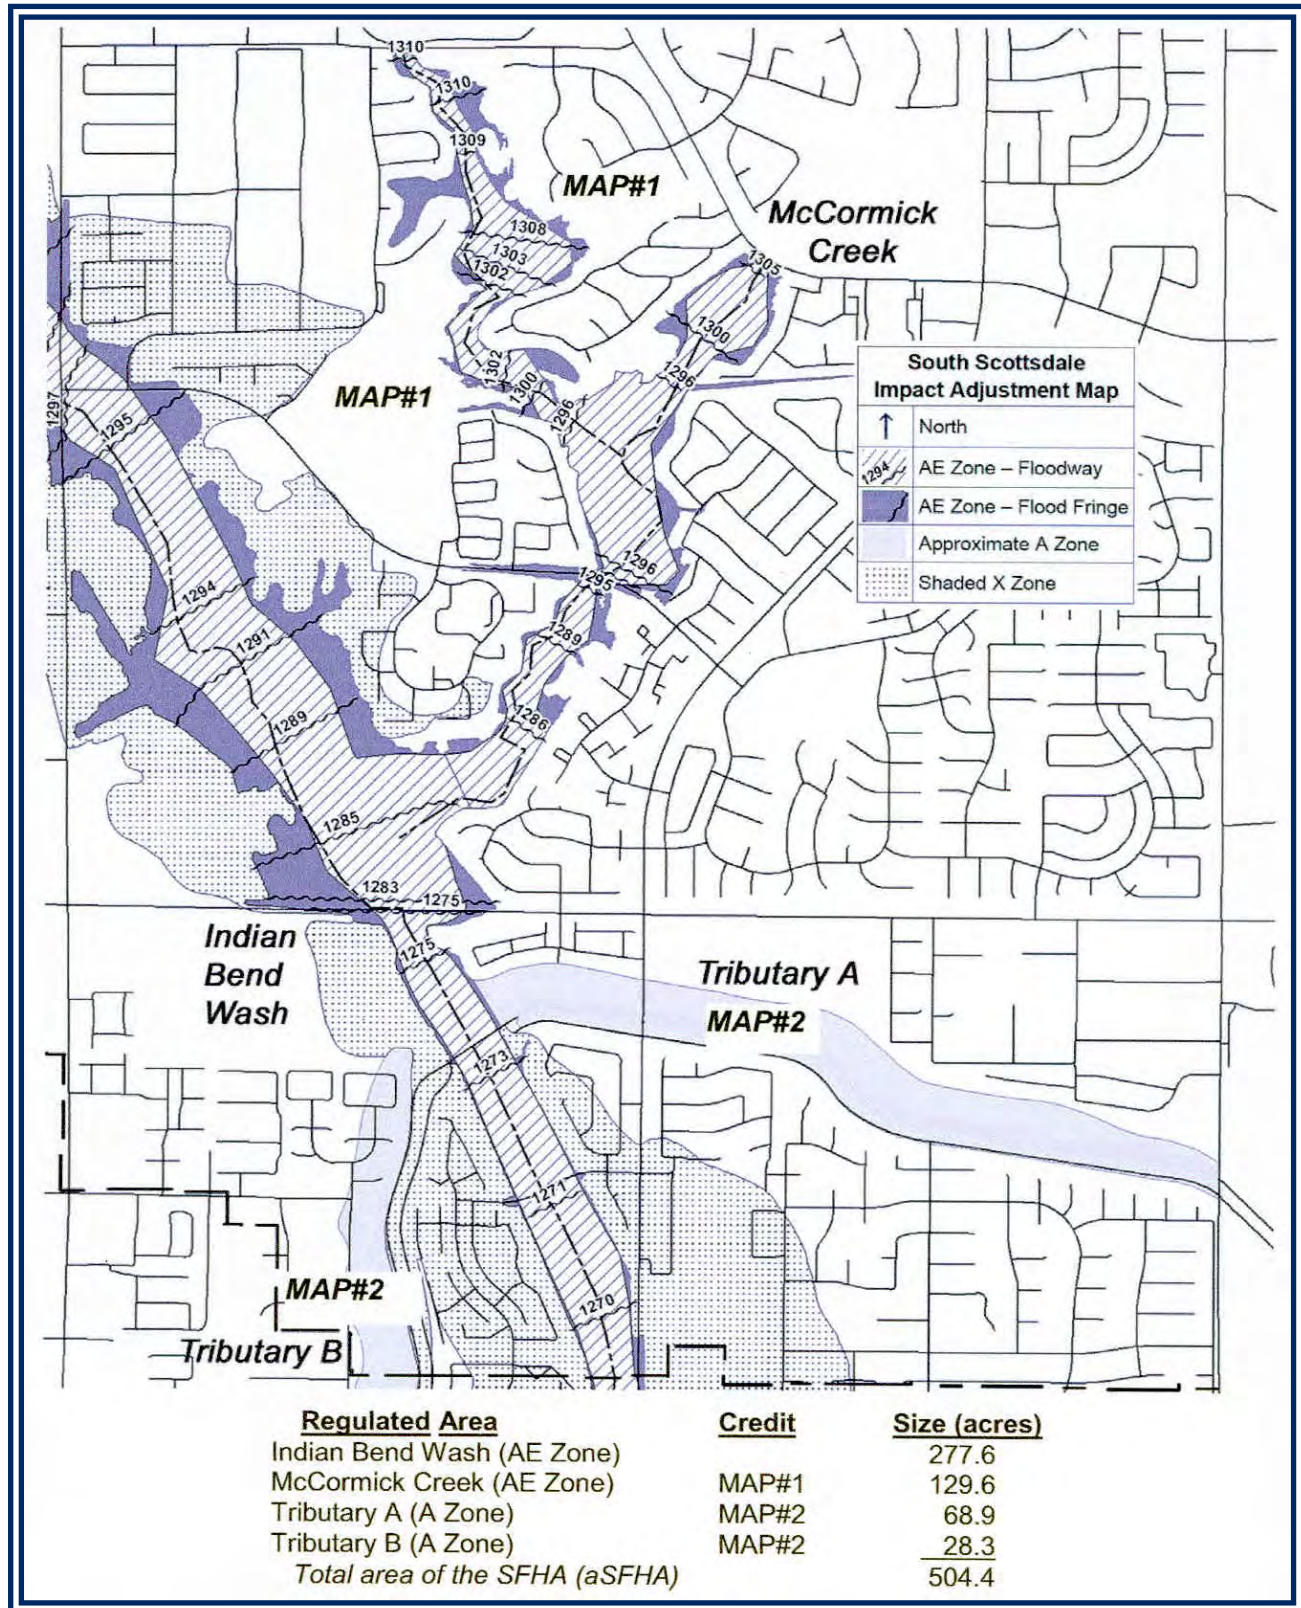 1310
1310
1309
MAP#1
McCormick
Creek
1308
1303
1302
1305
1300
1302
1300
1296
1296
MAP#1
1297
1295
South Scottsdale
Impact Adjustment Map
North
1294 AE Zone – Floodway
AE Zone – Flood Fringe
Approximate A Zone
Shaded X Zone
1296
1295
1294
1289
1291
1286
1289
1285
1283
1275
Indian
Bend
Wash
1275
Tributary A
MAP#2
1273
1271
MAP#2
1270
Tributary B
Regulated Area Credit Size (acres)
Indian Bend Wash (AE Zone) 277.6
McCormick Creek (AE Zone) MAP#1 129.6
Tributary A (A Zone) MAP#2 68.9
Tributary B (A Zone) MAP#2 28.3
Total area of the SFHA (aSFHA) 504.4